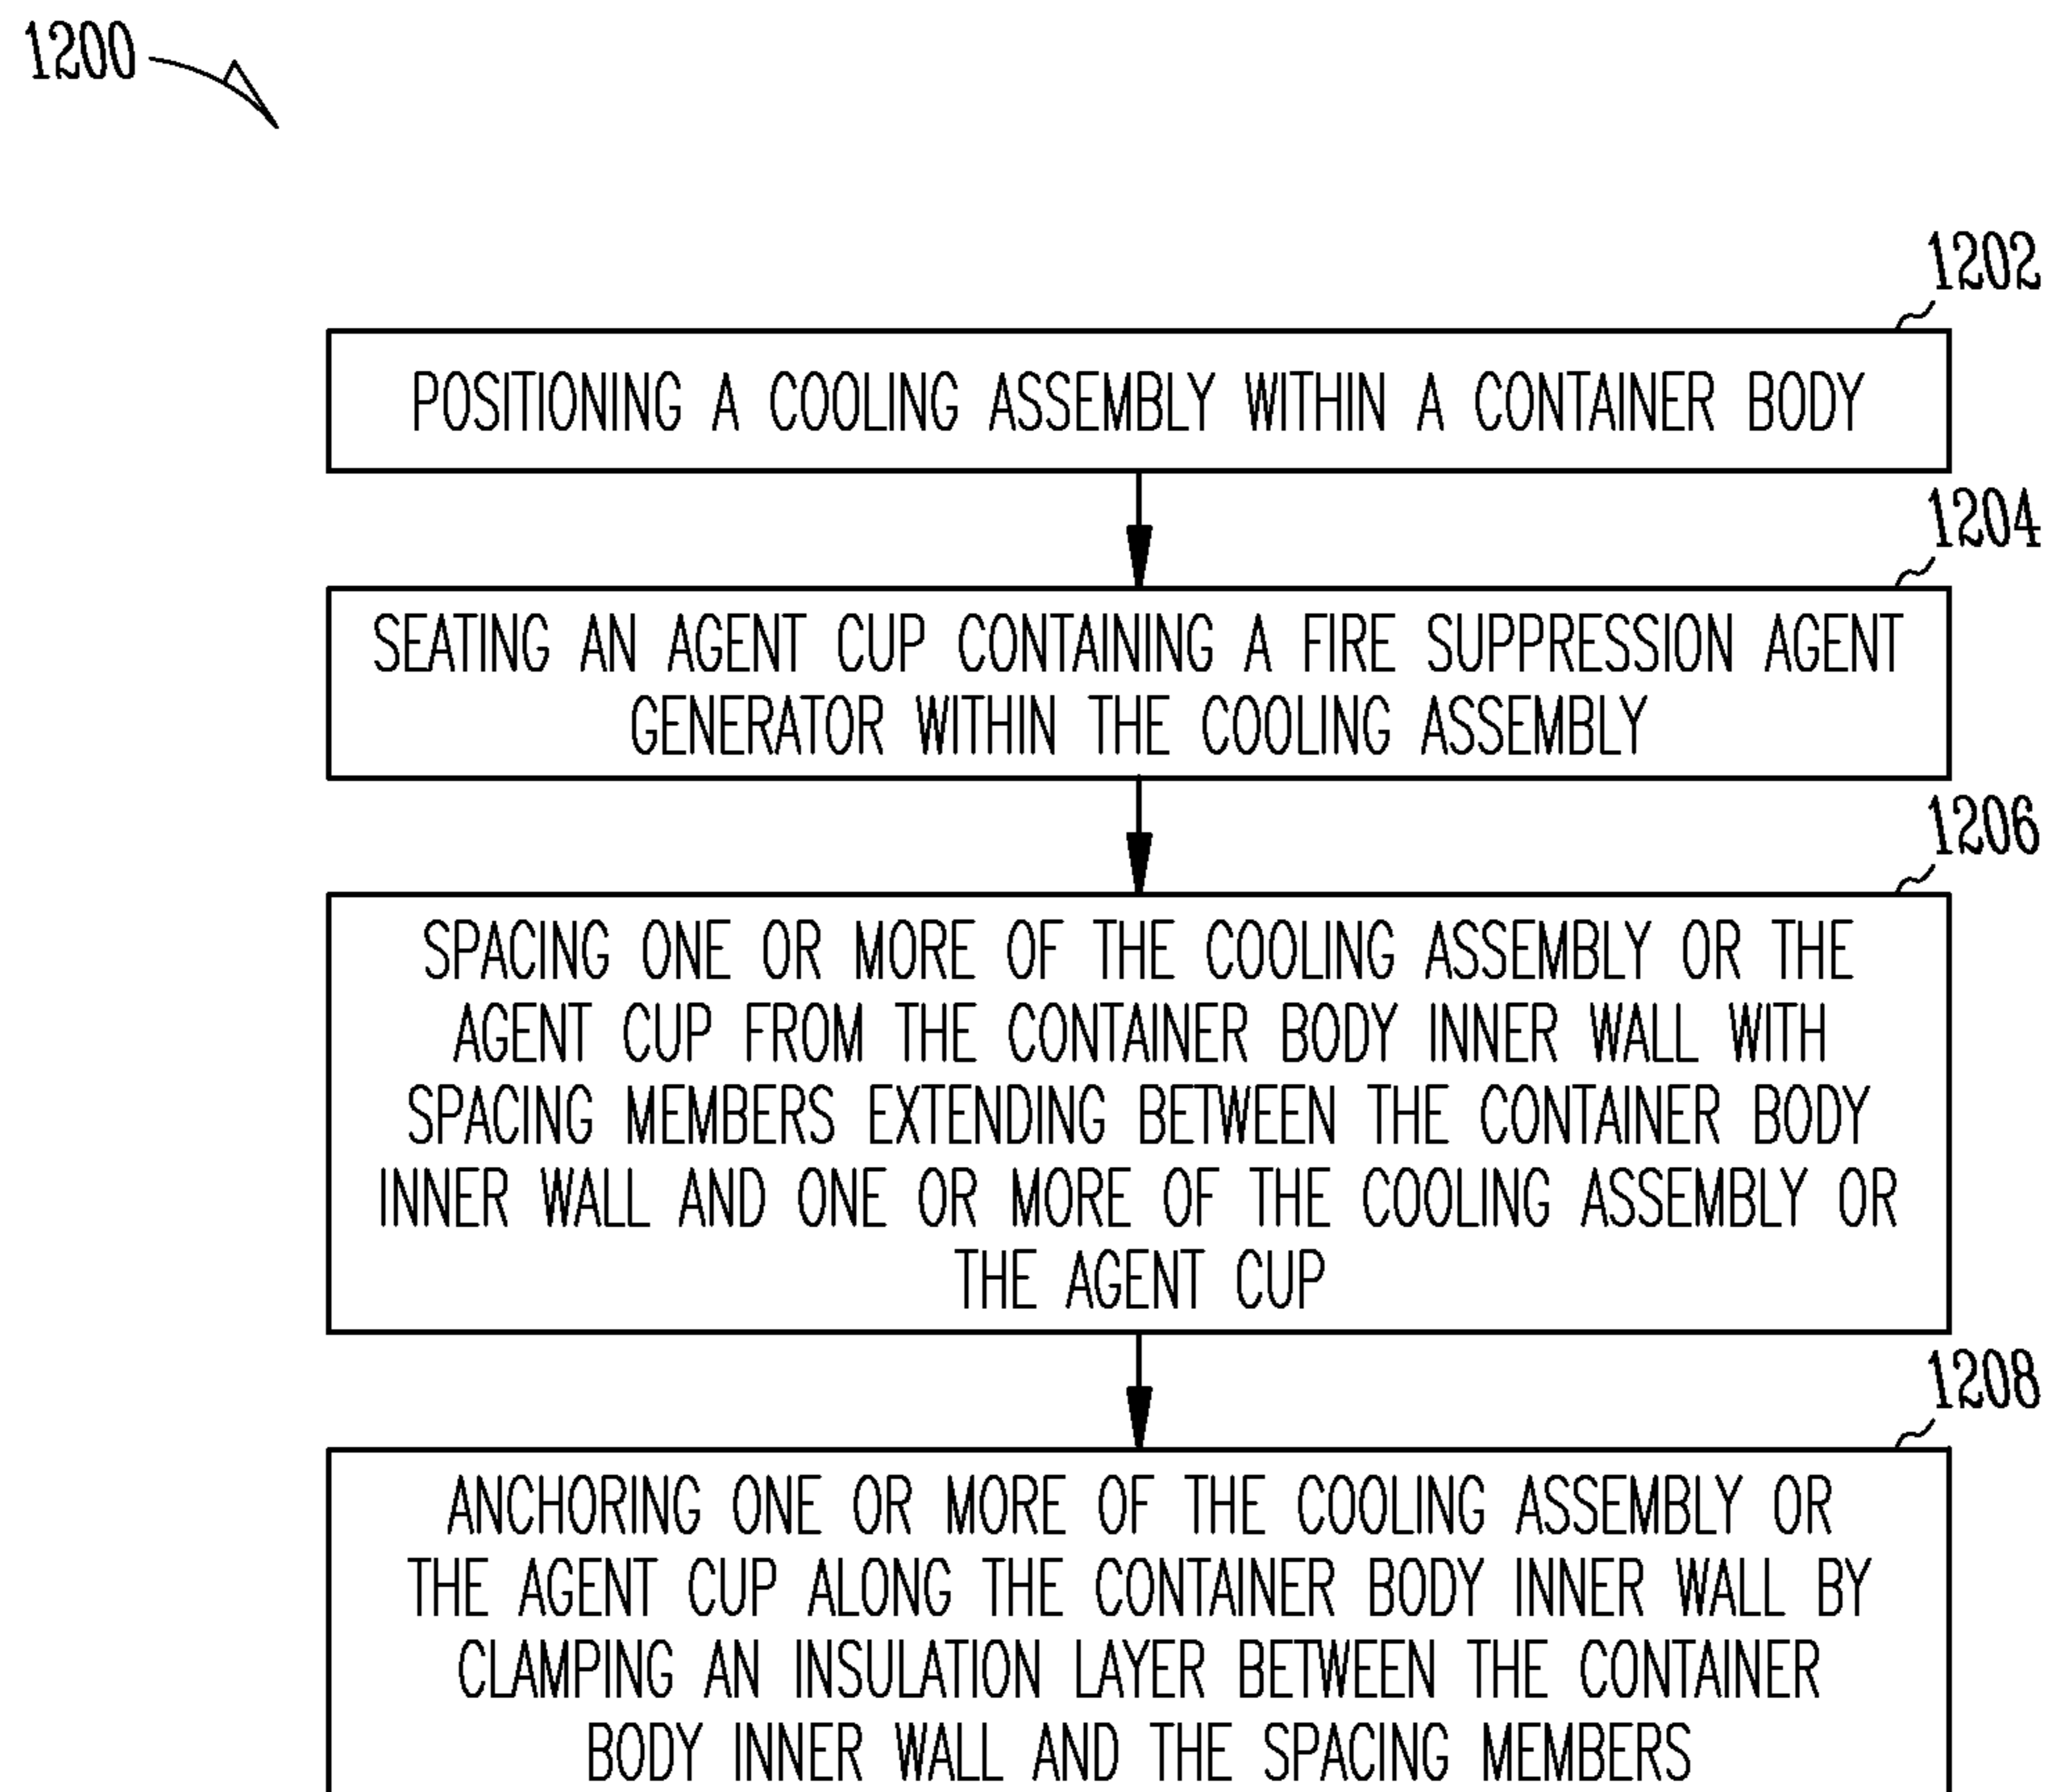 1200
1202
POSITIONING A COOLING ASSEMBLY WITHIN A CONTAINER BODY
1204
SEATING AN AGENT CUP CONTAINING A FIRE SUPPRESSION AGENT
GENERATOR WITHIN THE COOLING ASSEMBLY
1206
SPACING ONE OR MORE OF THE COOLING ASSEMBLY OR THE
AGENT CUP FROM THE CONTAINER BODY INNER WALL WITH
SPACING MEMBERS EXTENDING BETWEEN THE CONTAINER BODY
INNER WALL AND ONE OR MORE OF THE COOLING ASSEMBLY OR
THE AGENT CUP
1208
ANCHORING ONE OR MORE OF THE COOLING ASSEMBLY OR
THE AGENT CUP ALONG THE CONTAINER BODY INNER WALL BY
CLAMPING AN INSULATION LAYER BETWEEN THE CONTAINER
BODY INNER WALL AND THE SPACING MEMBERS